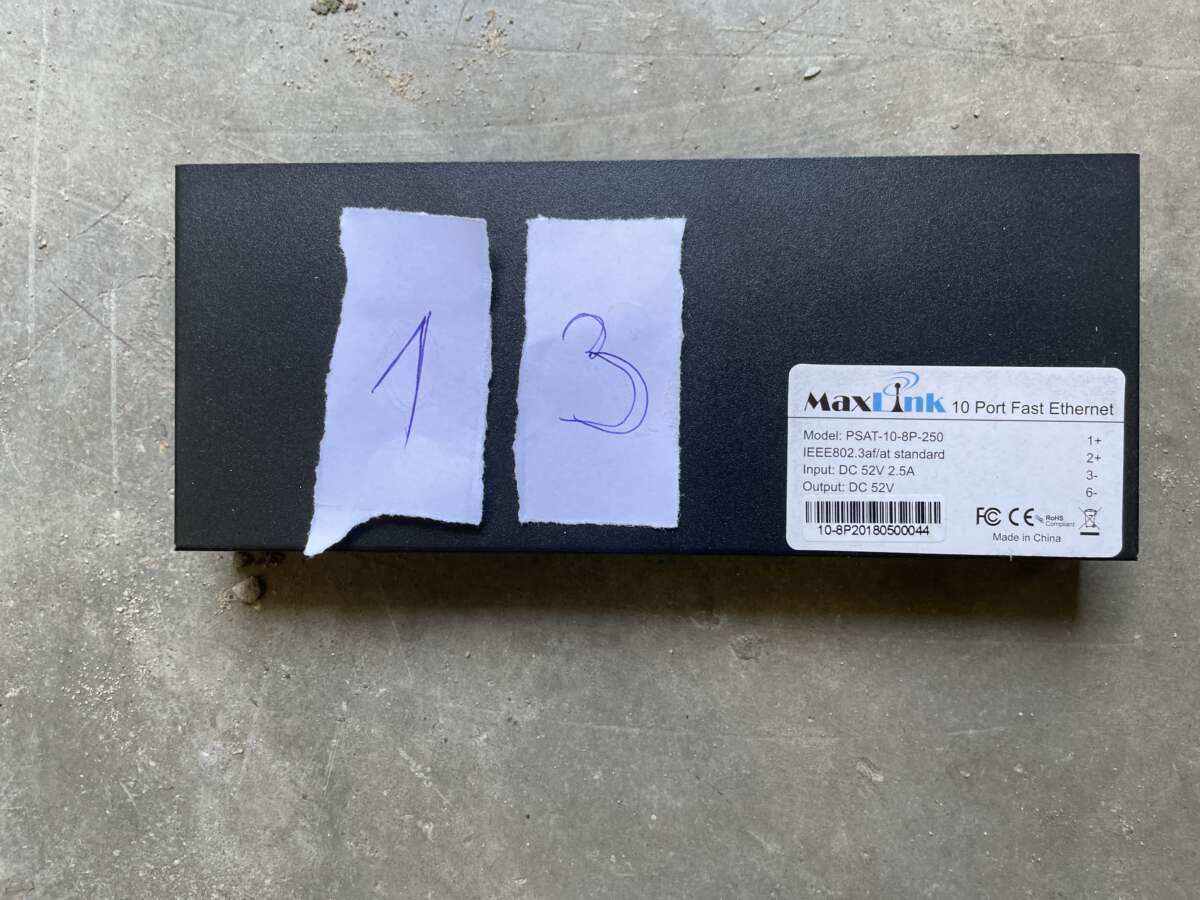 1
3
MaxLink 10 Port Fast Ethernet
Model: PSAT-10-8P-250
IEEE802.3af/at standard
Input: DC 52V 2.5A
Output: DC 52V
1+
2+
3-
6-
10-8P20180500044
FC CE RoHS
Compliant
Made in China